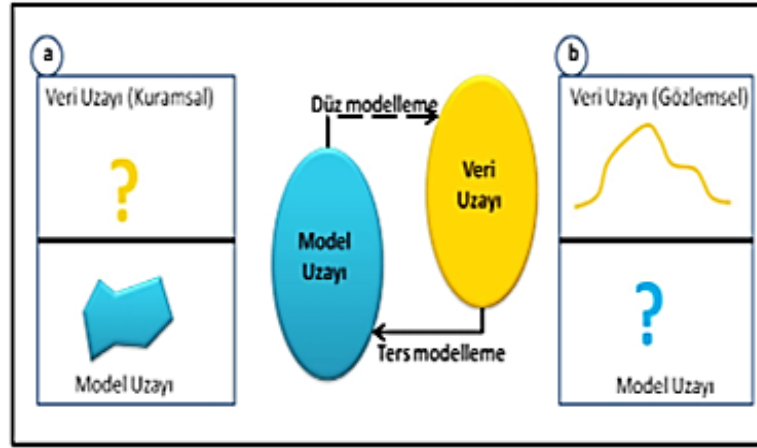 a
Veri Uzayı (Kuramsal)
?
Model Uzayı
Düz modelleme
Model
Uzayı
Veri
Uzayı
Ters modelleme
b
Veri Uzayı (Gözlemsel)
?
Model Uzayı